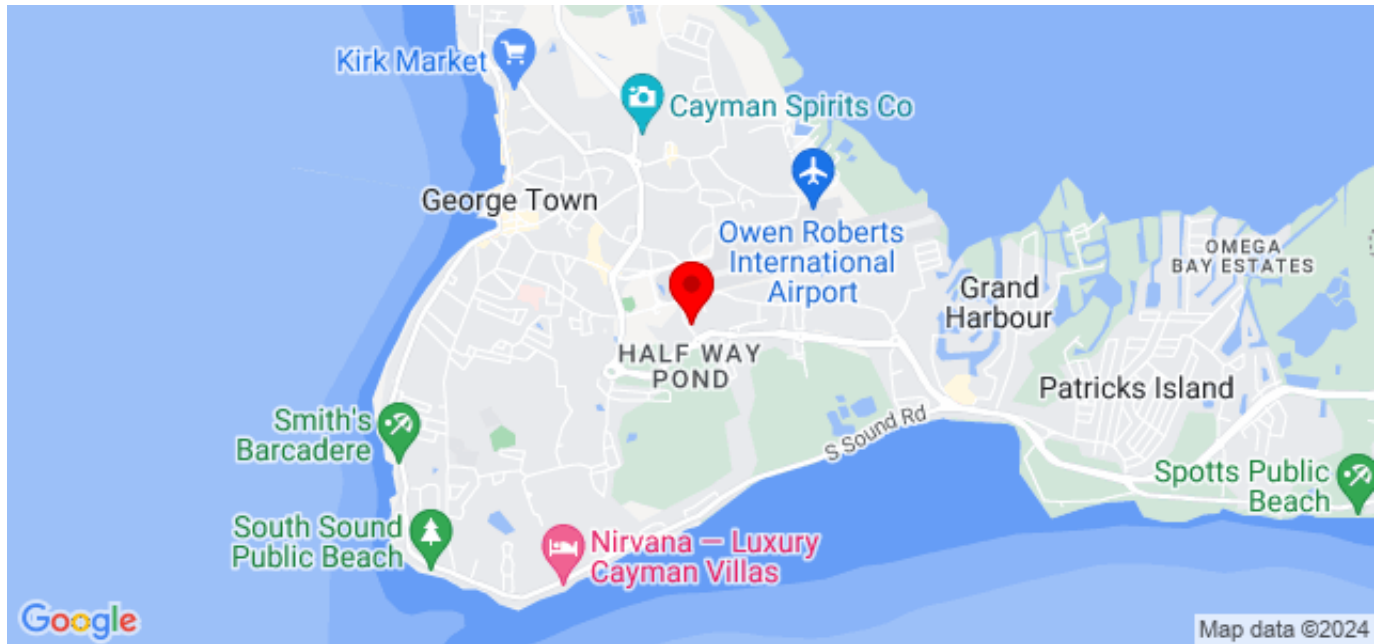 Kirk Market
Cayman Spirits Co
George Town
Owen Roberts
International
Airport
OMEGA
BAY ESTATES
Grand
Harbour
HALF WAY
POND
Patricks Island
Smith's
Barcadere
S Sound Rd
Spotts Public
Beach
South Sound
Public Beach
Nirvana — Luxury
Cayman Villas
Google
Map data ©2024